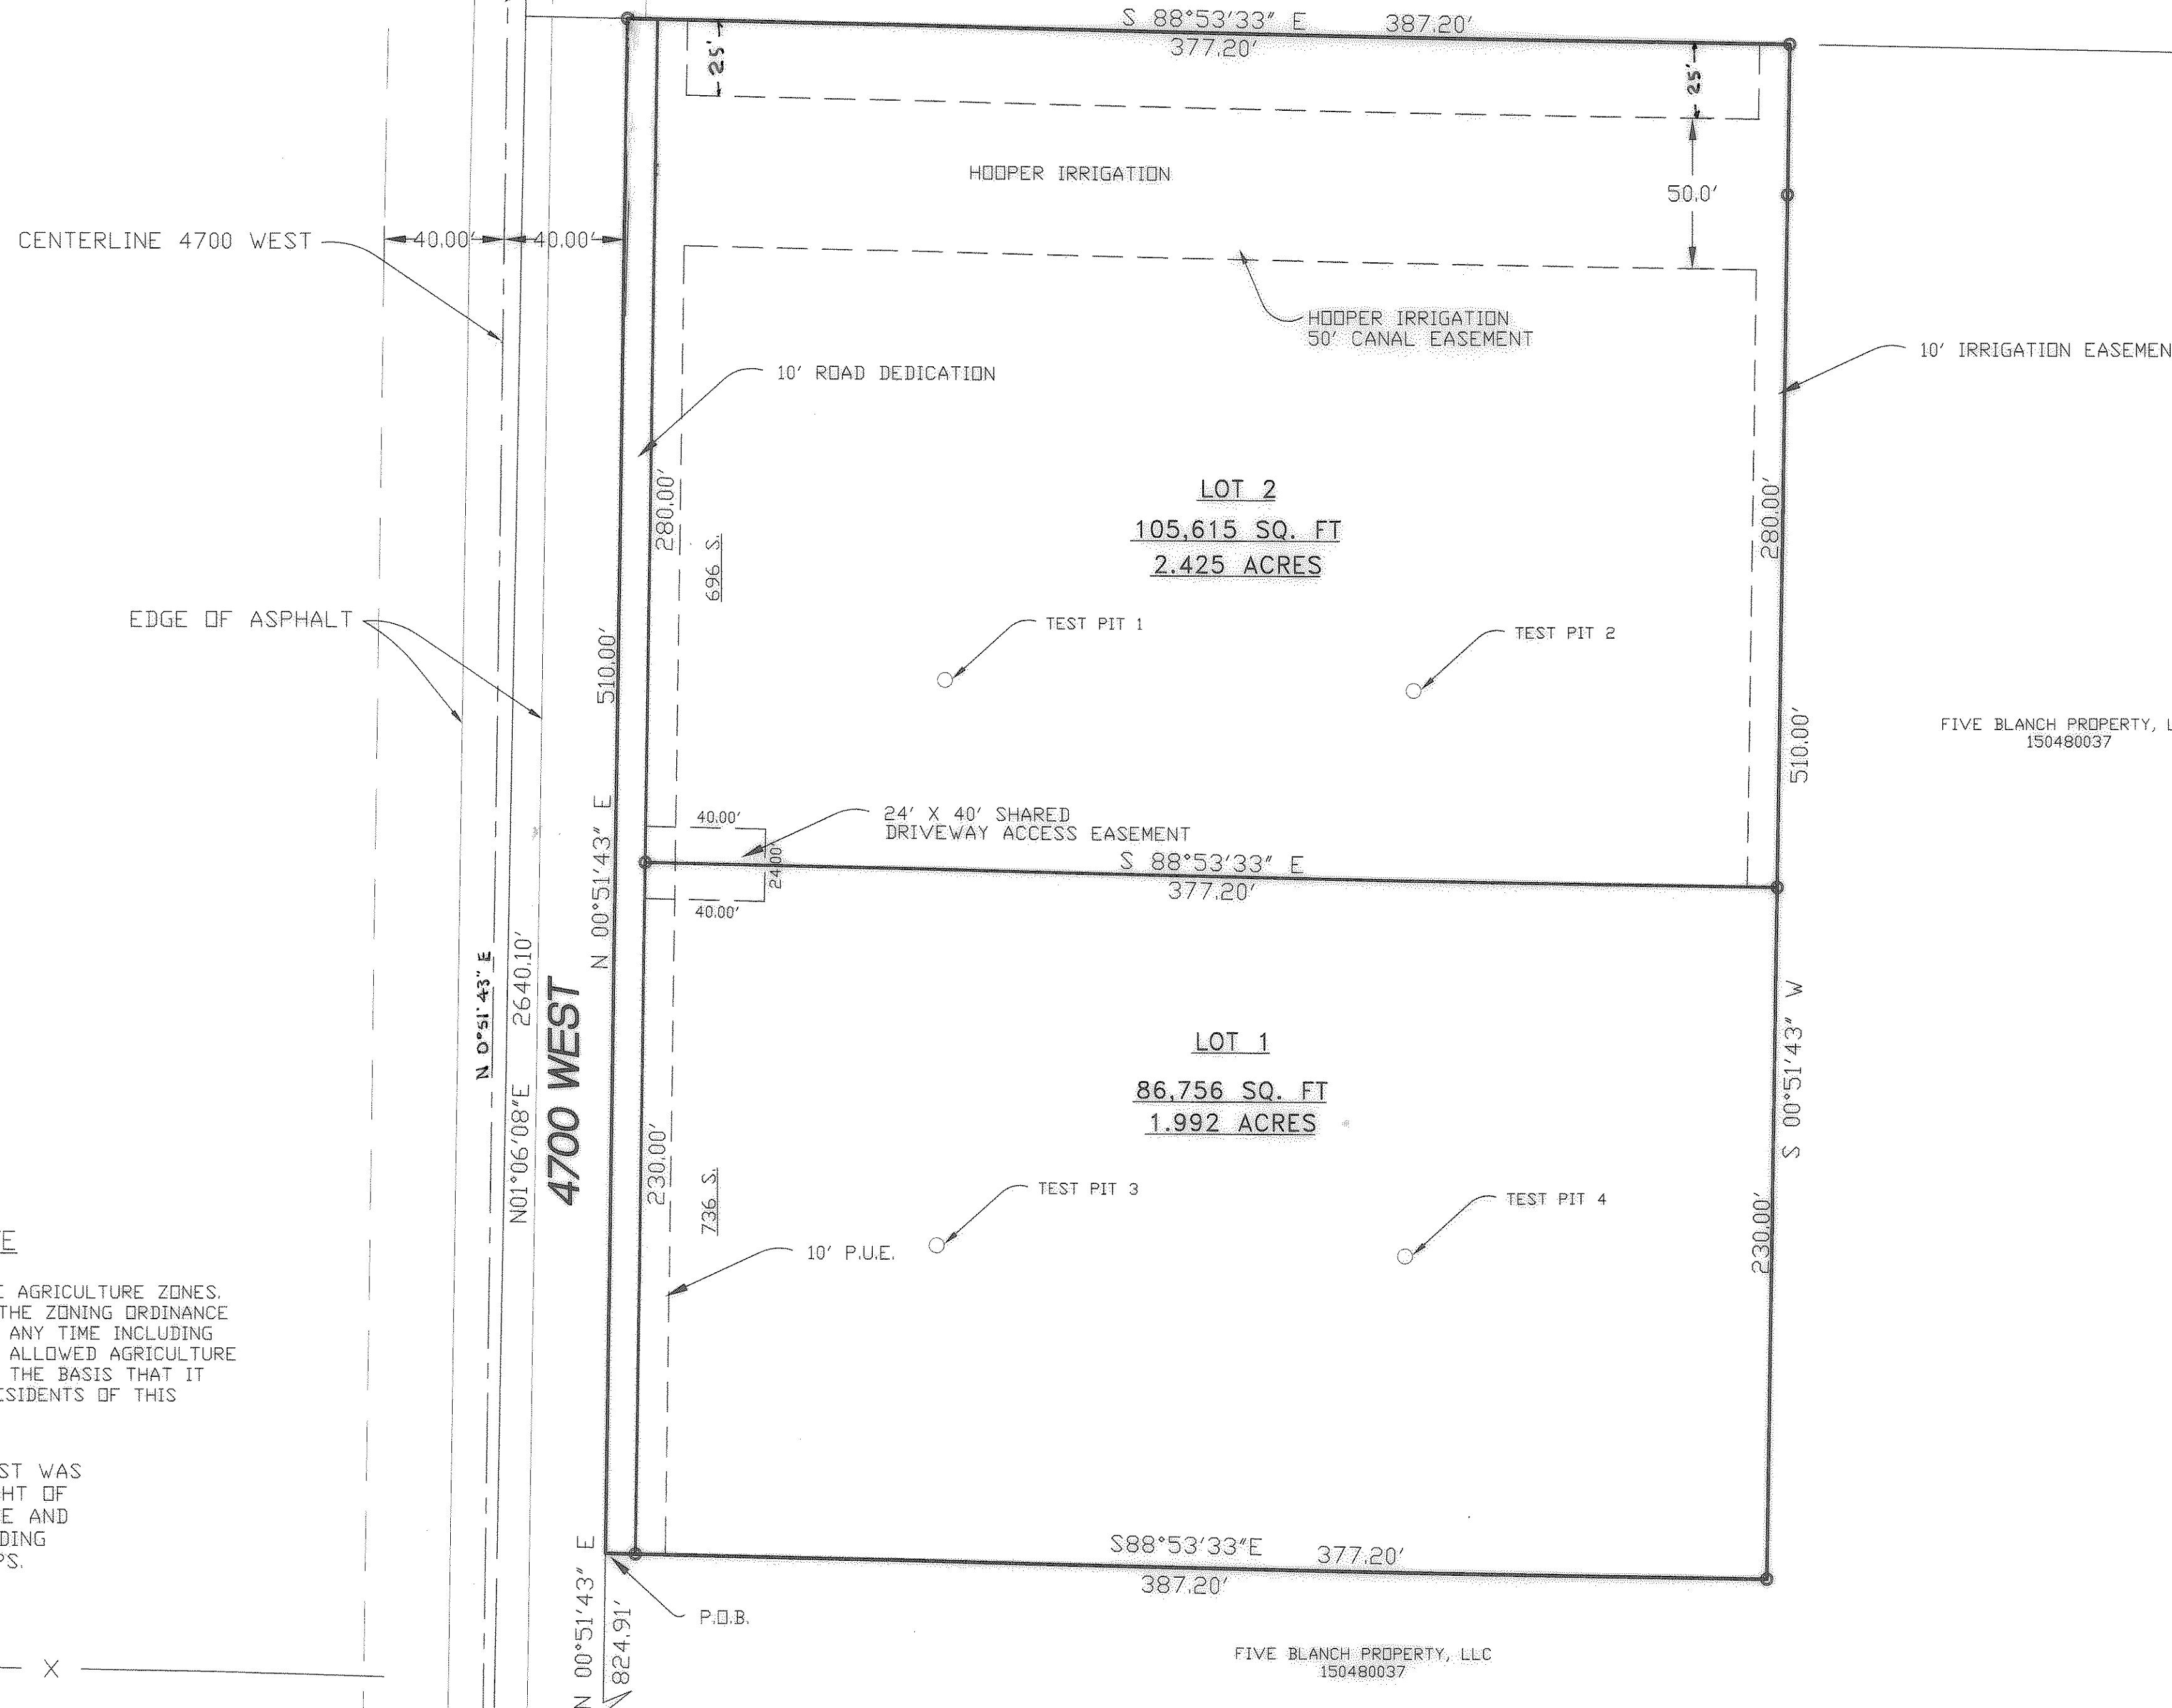 S 88°53'33" E 387.20'
377.20'
25'
25'
HOOPER IRRIGATION
50.0'
CENTERLINE 4700 WEST
40.00'
40.00'
HOOPER IRRIGATION
50' CANAL EASEMENT
10' IRRIGATION EASEMEN
10' ROAD DEDICATION
280.00'
280.00'
LOT 2
105,615 SQ. FT
2.425 ACRES
696 S.
EDGE OF ASPHALT
TEST PIT 1
TEST PIT 2
510.00'
510.00'
FIVE BLANCH PROPERTY, L
150480037
24' X 40' SHARED
DRIVEWAY ACCESS EASEMENT
40.00'
24.00'
40.00'
S 88°53'33" E
377.20'
N 00°51'43" E
N 0°51'43" E
N01°06'08"E 2640.10'
4700 WEST
S 00°51'43" W
LOT 1
86,756 SQ. FT
1.992 ACRES
230.00'
230.00'
736 S.
TEST PIT 3
TEST PIT 4
10' P.U.E.
E
E AGRICULTURE ZONES.
THE ZONING ORDINANCE
ANY TIME INCLUDING
ALLOWED AGRICULTURE
THE BASIS THAT IT
ESIDENTS OF THIS
ST WAS
HT OF
E AND
DING
PS.
S88°53'33"E 377.20'
387.20'
P.O.B.
N 00°51'43" E
824.91'
X
FIVE BLANCH PROPERTY, LLC
150480037